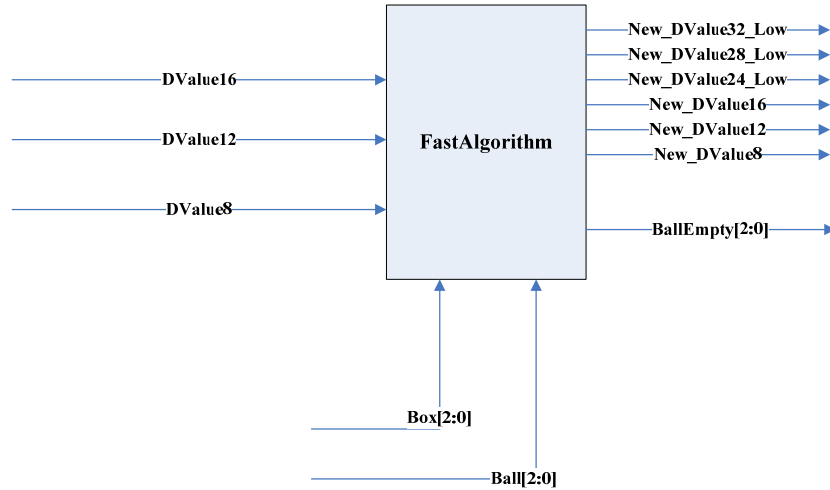 New_DValue32_Low
New_DValue28_Low
New_DValue24_Low
New_DValue16
New_DValue12
New_DValue8
BallEmpty[2:0]
DValue16
DValue12
DValue8
FastAlgorithm
Box[2:0]
Ball[2:0]